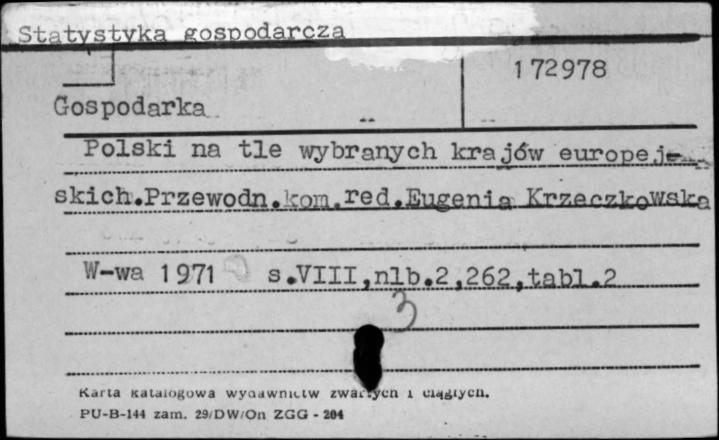 Statystyka gospodarcza
172978
Gospodarka
Polski na tle wybranych krajów europej-
skich.Przewodn.kom.red.Eugenia Krzeczkowska
W-wa 1971 s.VIII,nlb.2,262,tabl.2
3
Karta katalogowa wydawnictw zwartych i ciągłych.
PU-B-144 zam. 29/DW/On ZGG - 204